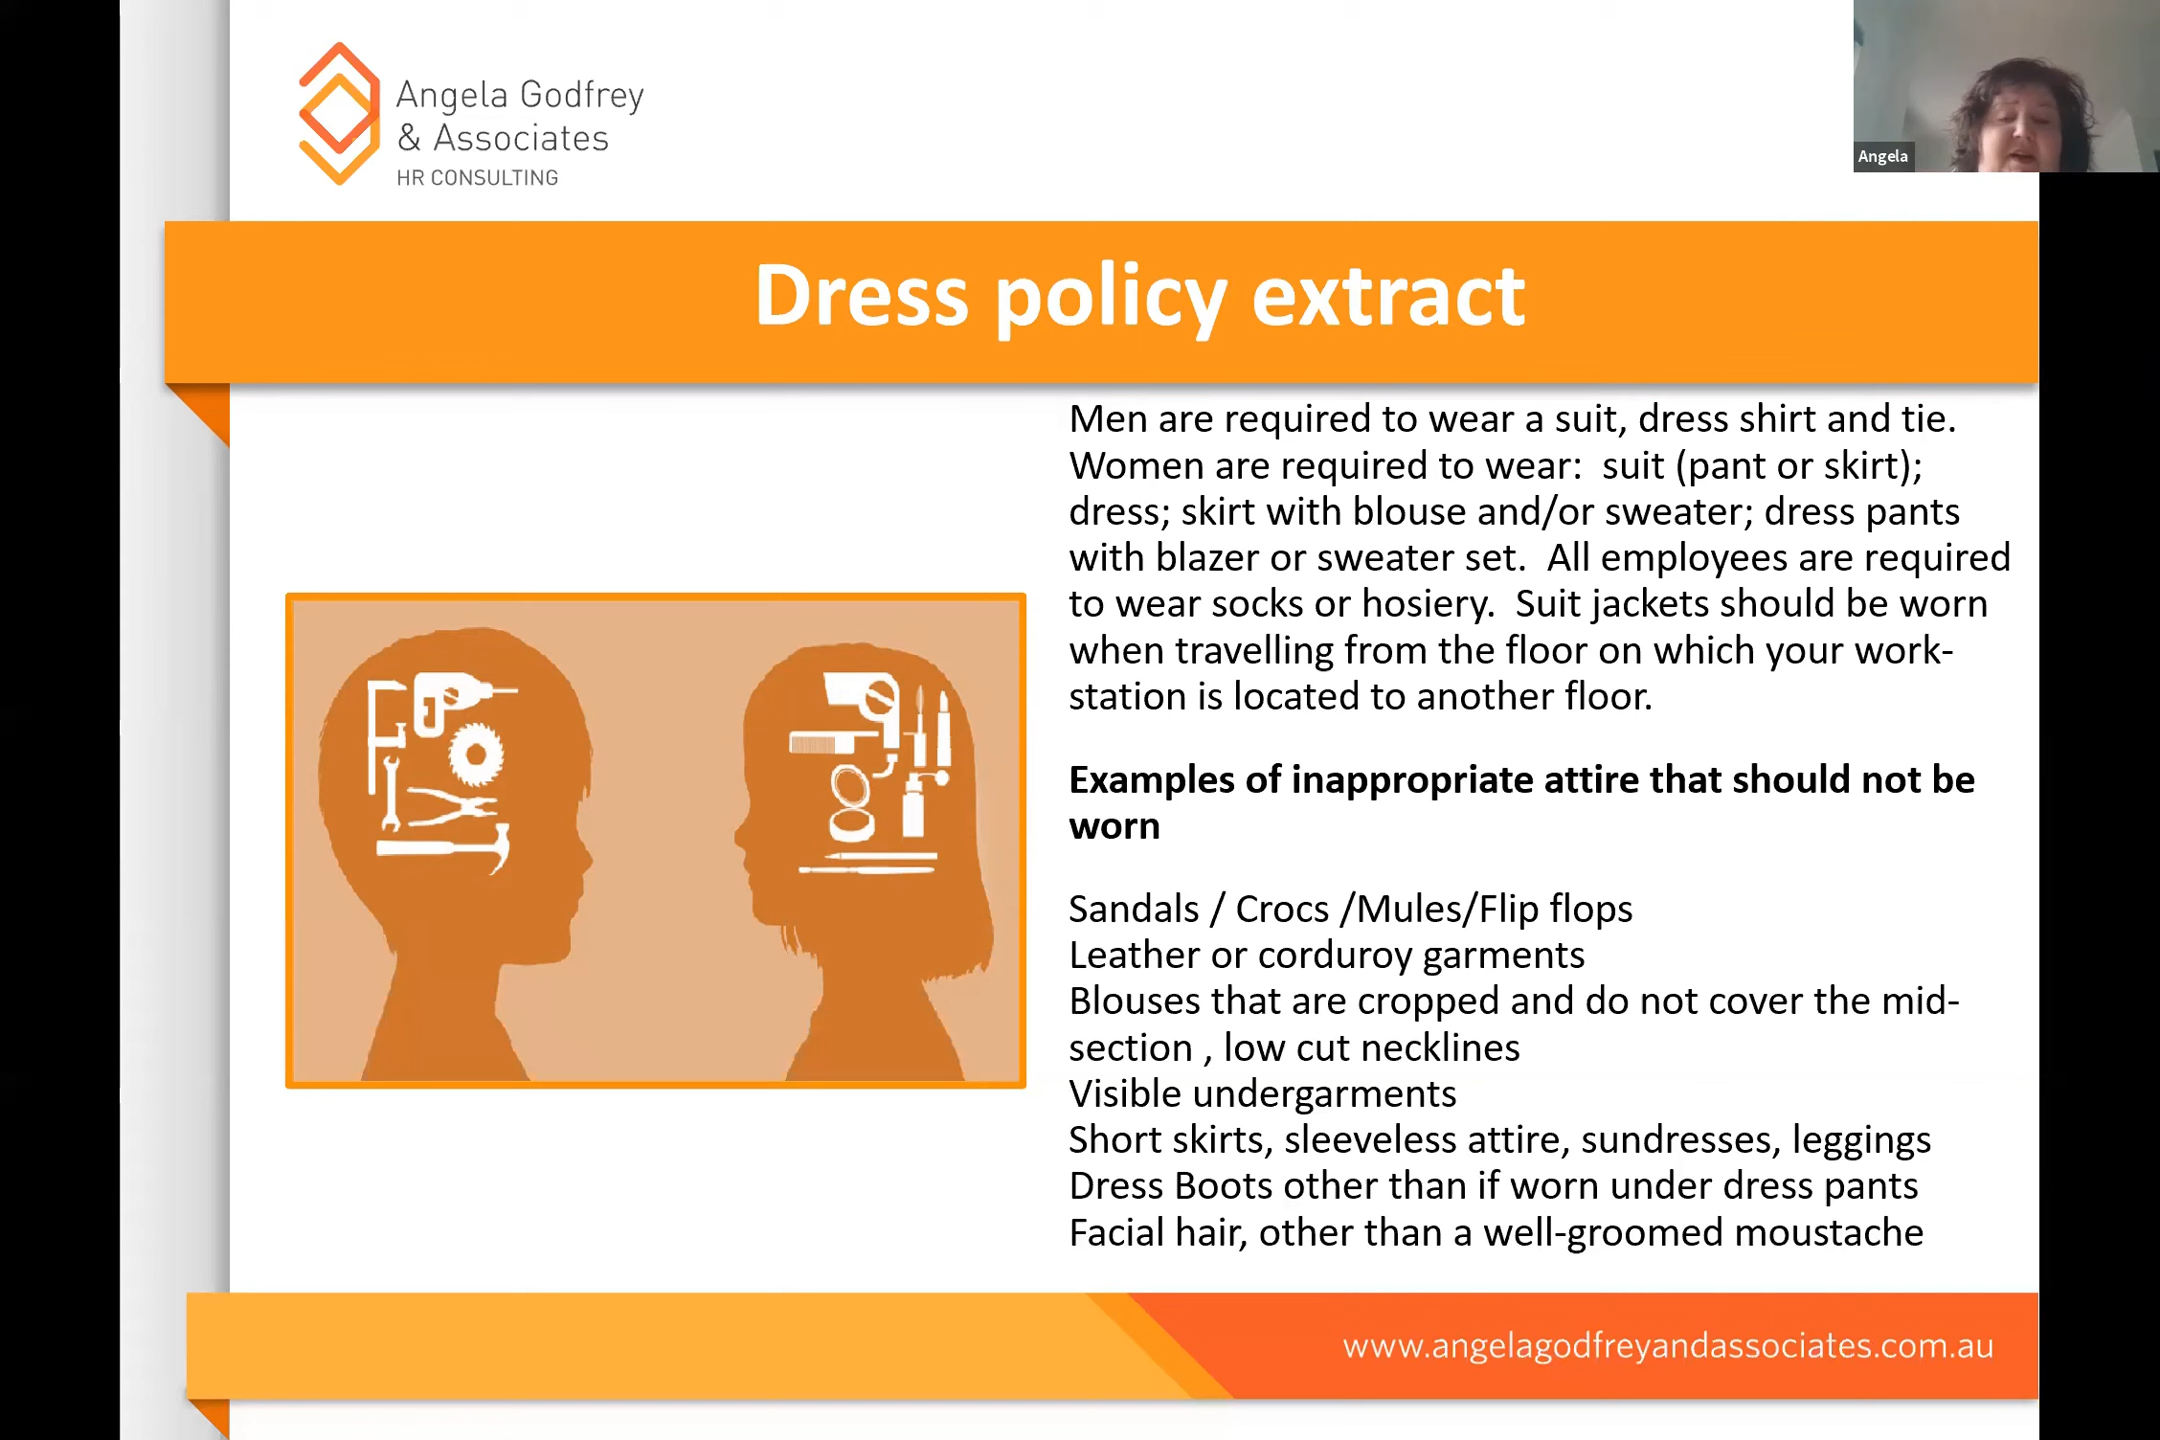 Angela Godfrey
& Associates
HR CONSULTING
Angela
Dress policy extract
Men are required to wear a suit, dress shirt and tie.
Women are required to wear:  suit (pant or skirt);
dress; skirt with blouse and/or sweater; dress pants
with blazer or sweater set.  All employees are required
to wear socks or hosiery.  Suit jackets should be worn
when travelling from the floor on which your work-
station is located to another floor.
Examples of inappropriate attire that should not be
worn
Sandals / Crocs /Mules/Flip flops
Leather or corduroy garments
Blouses that are cropped and do not cover the mid-
section , low cut necklines
Visible undergarments
Short skirts, sleeveless attire, sundresses, leggings
Dress Boots other than if worn under dress pants
Facial hair, other than a well-groomed moustache
www.angelagodfreyandassociates.com.au